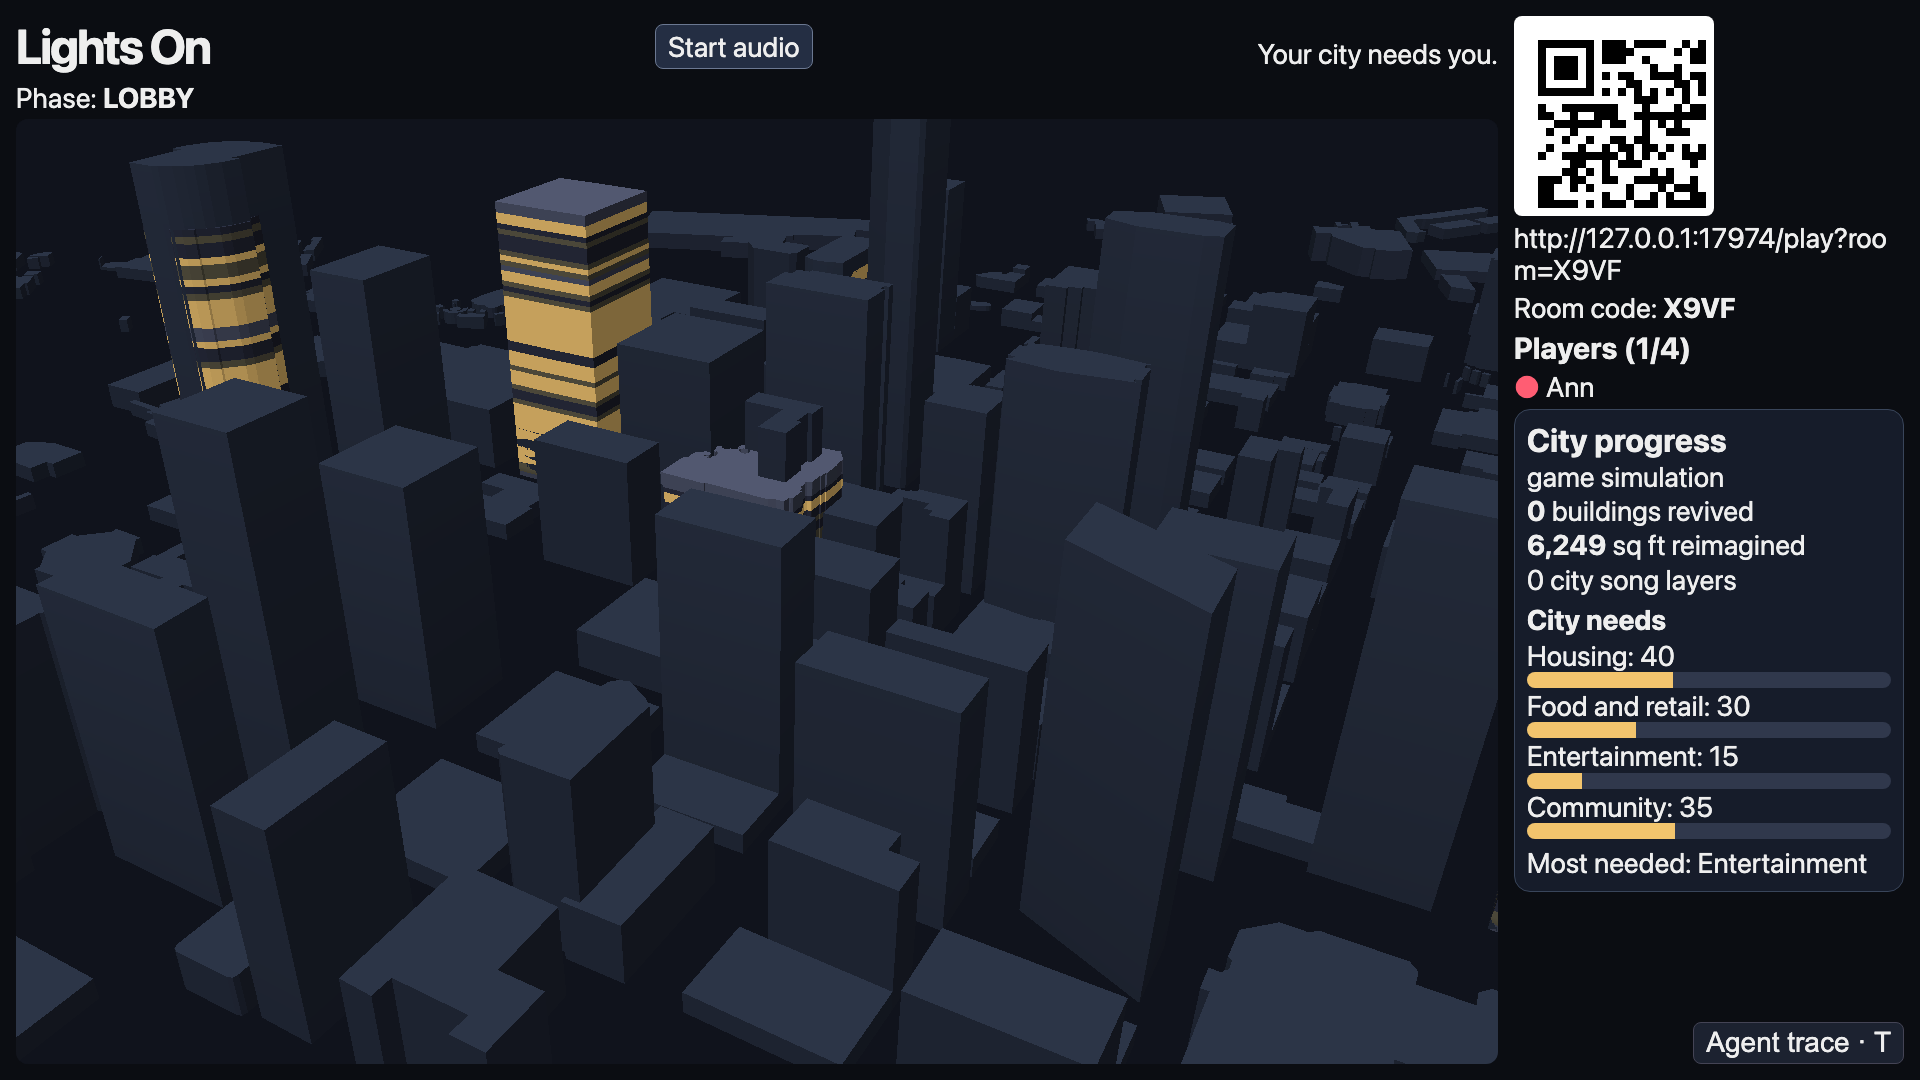 Lights On
Phase: LOBBY
Start audio
Your city needs you.
http://127.0.0.1:17974/play?roo
m=X9VF
Room code: X9VF
Players (1/4)
Ann
City progress
game simulation
0 buildings revived
6,249 sq ft reimagined
0 city song layers
City needs
Housing: 40
Food and retail: 30
Entertainment: 15
Community: 35
Most needed: Entertainment
Agent trace · T